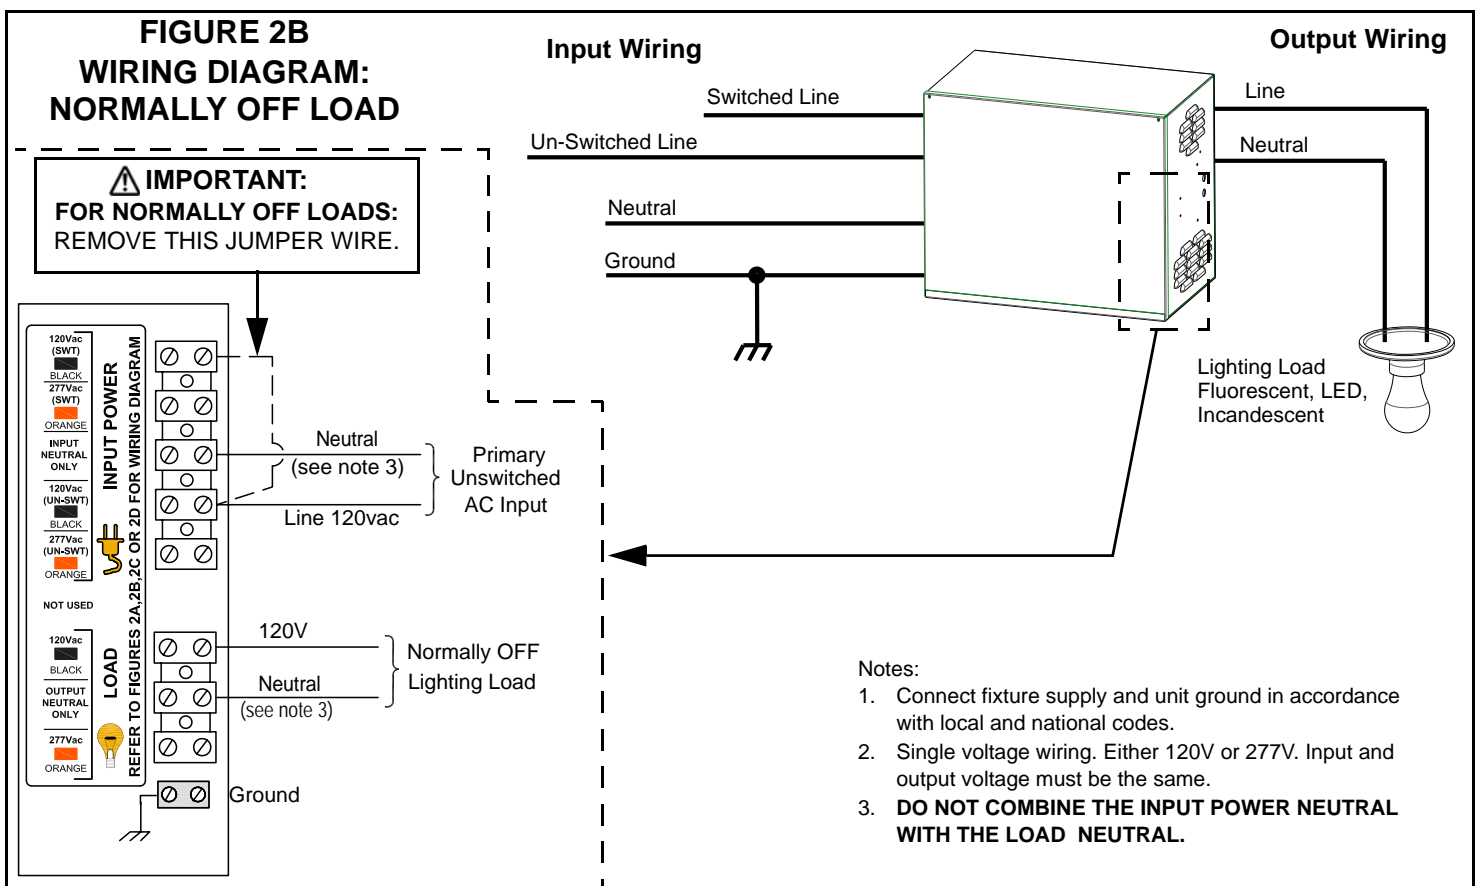 FIGURE 2B
WIRING DIAGRAM:
NORMALLY OFF LOAD
Input Wiring
Output Wiring
Switched Line
Un-Switched Line
Neutral
Ground
Line
Neutral
Lighting Load
Fluorescent, LED,
Incandescent
IMPORTANT:
FOR NORMALLY OFF LOADS:
REMOVE THIS JUMPER WIRE.
120Vac
(SWT)
BLACK
277Vac
(SWT)
ORANGE
INPUT
NEUTRAL
ONLY
120Vac
(UN-SWT)
BLACK
277Vac
(UN-SWT)
ORANGE
NOT USED
120Vac
BLACK
OUTPUT
NEUTRAL
ONLY
277Vac
ORANGE
INPUT POWER
LOAD
REFER TO FIGURES 2A,2B,2C OR 2D FOR WIRING DIAGRAM
Neutral
(see note 3)
Line 120vac
Primary
Unswitched
AC Input
120V
Neutral
(see note 3)
Normally OFF
Lighting Load
Ground
Notes:
1. Connect fixture supply and unit ground in accordance
with local and national codes.
2. Single voltage wiring. Either 120V or 277V. Input and
output voltage must be the same.
3. DO NOT COMBINE THE INPUT POWER NEUTRAL
WITH THE LOAD NEUTRAL.